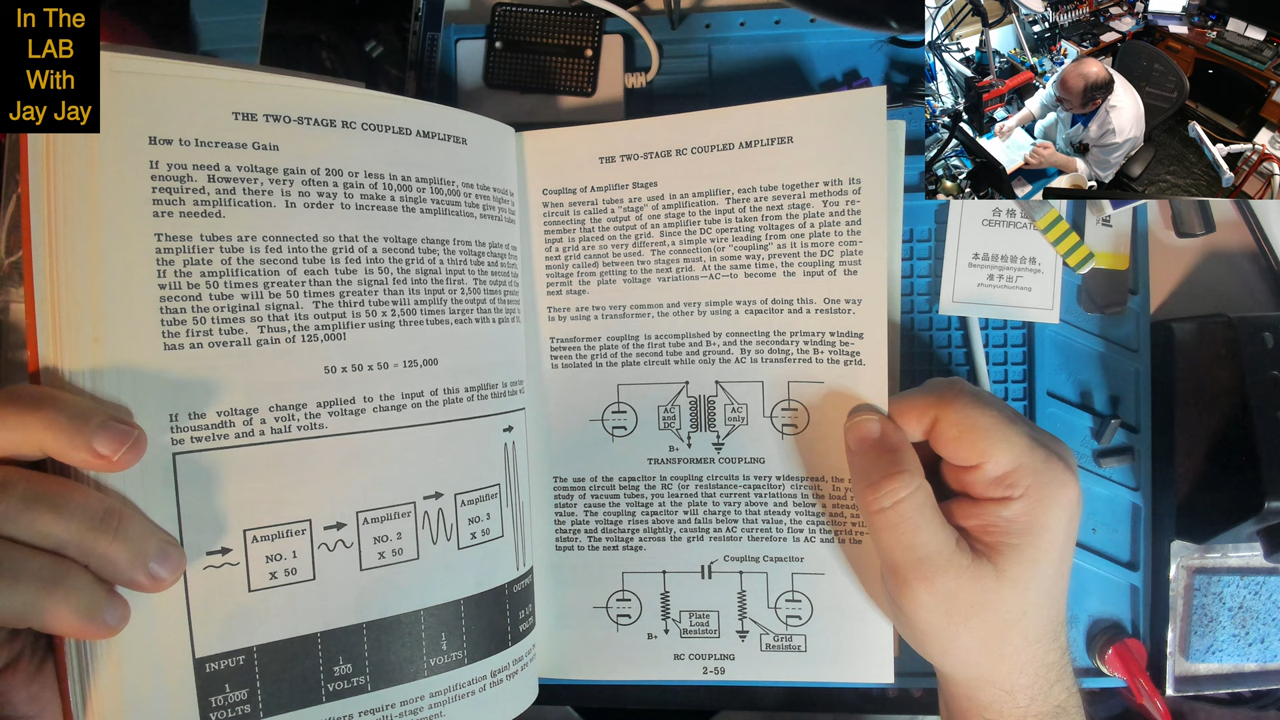 In The
LAB
With
Jay Jay
THE TWO-STAGE RC COUPLED AMPLIFIER
How to Increase Gain
If you need a voltage gain of 200 or less in an amplifier, one tube would be
enough. However, very often a gain of 10,000 or 100,000 or even higher is
required, and there is no way to make a single vacuum tube give you that
much amplification. In order to increase the amplification, several tubes
are needed.
These tubes are connected so that the voltage change from the plate of one
amplifier tube is fed into the grid of a second tube; the voltage change from
the plate of the second tube is fed into the grid of a third tube and so forth.
If the amplification of each tube is 50, the signal input to the second tube
will be 50 times greater than the signal fed into the first. The output of the
second tube will be 50 times greater than its input or 2,500 times greater
than the original signal. The third tube will amplify the output of the second
tube 50 times so that its output is 50 x 2,500 times larger than the input to
the first tube. Thus, the amplifier using three tubes, each with a gain of 50,
has an overall gain of 125,000!
50 x 50 x 50 = 125,000
If the voltage change applied to the input of this amplifier is one ten
thousandth of a volt, the voltage change on the plate of the third tube
be twelve and a half volts.
Amplifier
NO. 1
X 50
Amplifier
NO. 2
X 50
Amplifier
NO. 3
X 50
INPUT
1
10,000
VOLTS
1
200
VOLTS
1
4
VOLTS
OUTPUT
12 1/2
VOLTS
require more amplification (gain) than
multi-stage amplifiers of this type are
THE TWO-STAGE RC COUPLED AMPLIFIER
Coupling of Amplifier Stages
When several tubes are used in an amplifier, each tube together with its
circuit is called a "stage" of amplification. There are several methods of
connecting the output of one stage to the input of the next stage. You re-
member that the output of an amplifier tube is taken from the plate and the
input is placed on the grid. Since the DC operating voltages of a plate and
of a grid are so very different, a simple wire leading from one plate to the
next grid cannot be used. The connection (or "coupling" as it is more com-
monly called) between two stages must, in some way, prevent the DC plate
voltage from getting to the next grid. At the same time, the coupling must
permit the plate voltage variations—AC—to become the input of the
next stage.
There are two very common and very simple ways of doing this. One way
is by using a transformer, the other by using a capacitor and a resistor.
Transformer coupling is accomplished by connecting the primary winding
between the plate of the first tube and B+, and the secondary winding be-
tween the grid of the second tube and ground. By so doing, the B+ voltage
is isolated in the plate circuit while only the AC is transferred to the grid.
AC
and
DC
AC
only
B+
TRANSFORMER COUPLING
The use of the capacitor in coupling circuits is very widespread, the
common circuit being the RC (or resistance-capacitor) circuit. In
study of vacuum tubes, you learned that current variations in the load
sistor cause the voltage at the plate to vary above and below a steady
value. The coupling capacitor will charge to that steady voltage and, as
the plate voltage rises above and falls below that value, the capacitor will
charge and discharge slightly, causing an AC current to flow in the grid re-
sistor. The voltage across the grid resistor therefore is AC and is the
input to the next stage.
Coupling Capacitor
Plate
Load
Resistor
B+
Grid
Resistor
RC COUPLING
2-59
合格证
CERTIFICATE
本品经检验合格,
Benpinjingjianyanhege,
准予出厂
zhunyuchuchang